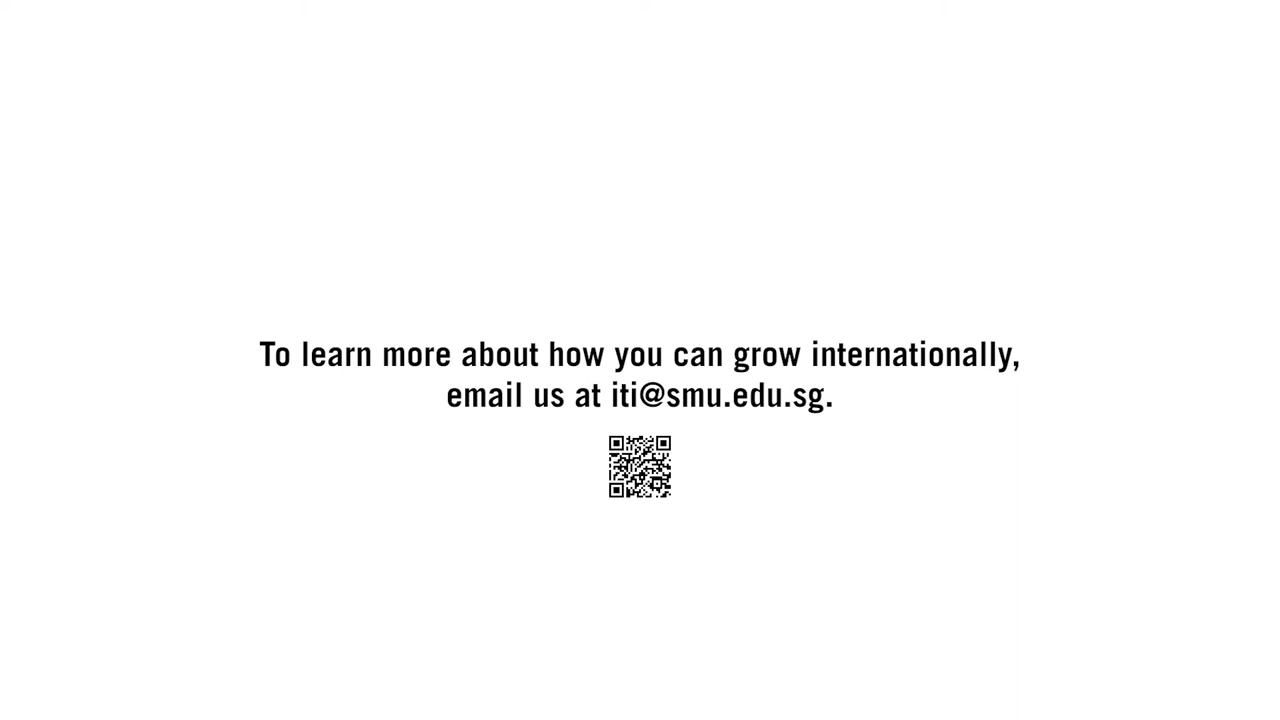 To learn more about how you can grow internationally,
email us at iti@smu.edu.sg.